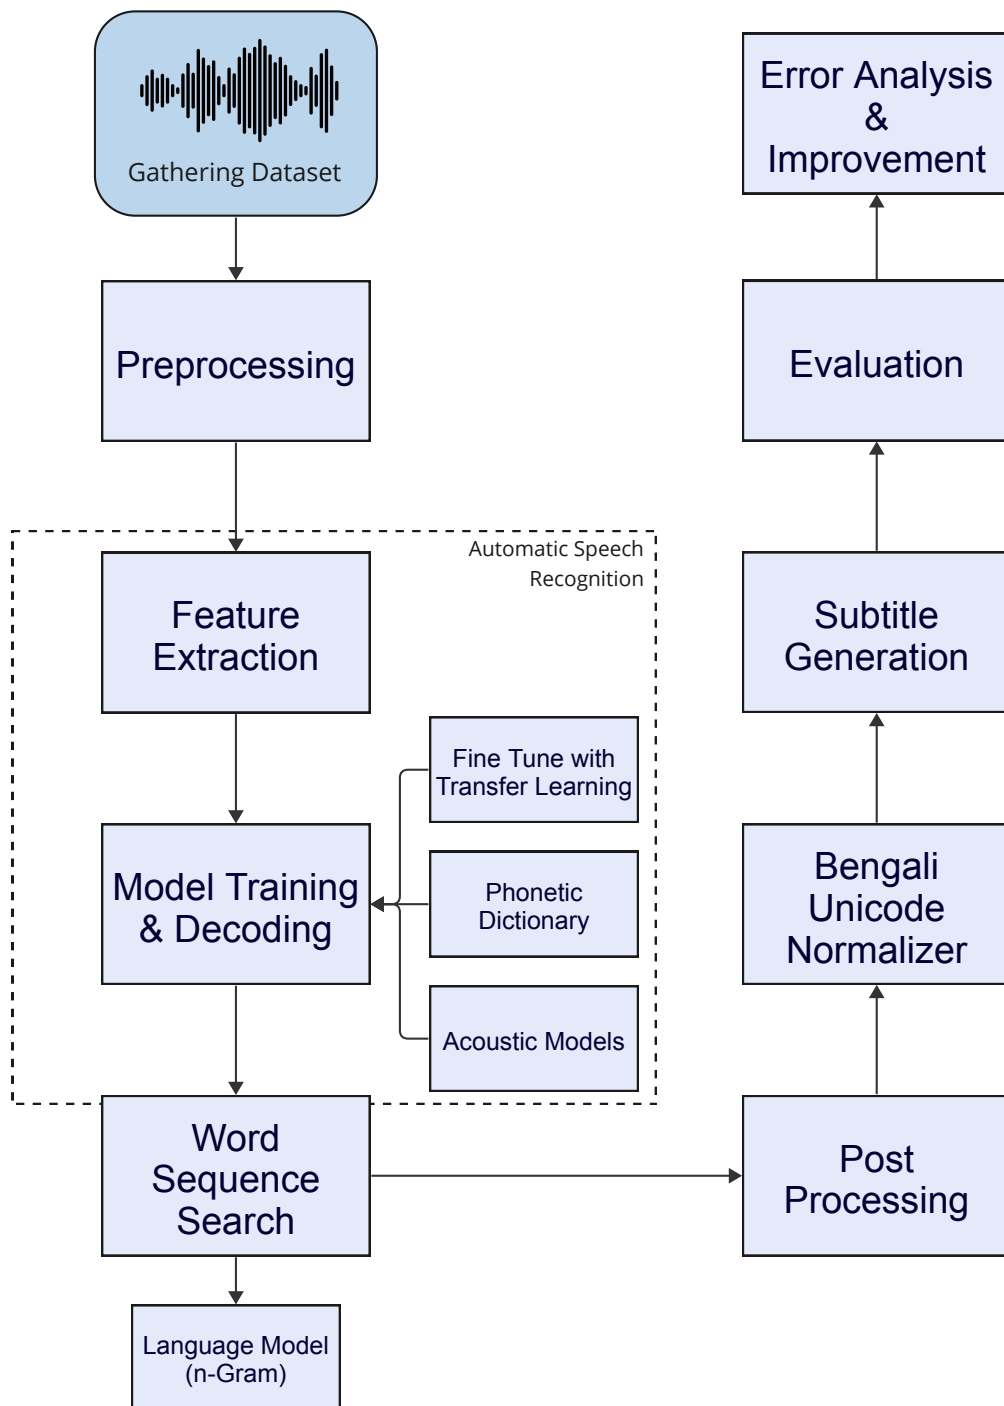 Gathering Dataset
Preprocessing
Automatic Speech
Recognition
Feature
Extraction
Fine Tune with
Transfer Learning
Model Training
& Decoding
Phonetic
Dictionary
Acoustic Models
Word
Sequence
Search
Language Model
(n-Gram)
Post
Processing
Bengali
Unicode
Normalizer
Subtitle
Generation
Evaluation
Error Analysis
&
Improvement